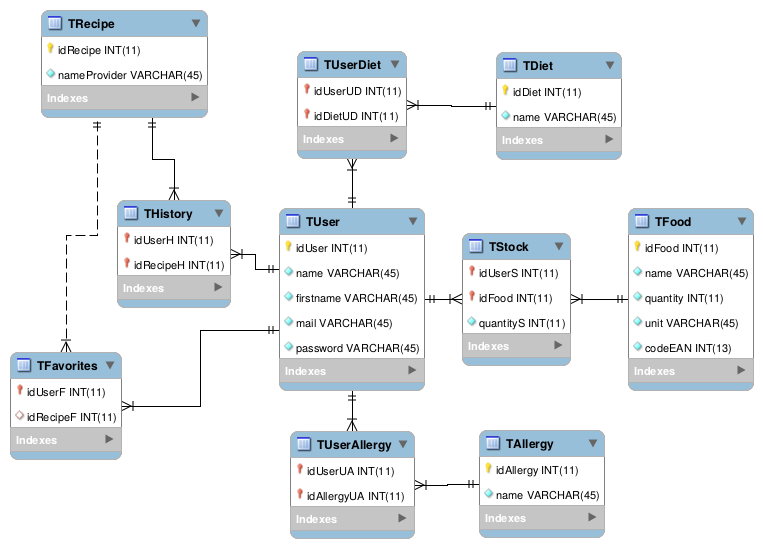 TRecipe
idRecipe INT(11)
nameProvider VARCHAR(45)
Indexes
TUserDiet
idUserUD INT(11)
idDietUD INT(11)
Indexes
TDiet
idDiet INT(11)
name VARCHAR(45)
Indexes
THistory
idUserH INT(11)
idRecipeH INT(11)
Indexes
TUser
idUser INT(11)
name VARCHAR(45)
firstname VARCHAR(45)
mail VARCHAR(45)
password VARCHAR(45)
Indexes
TStock
idUserS INT(11)
idFood INT(11)
quantityS INT(11)
Indexes
TFood
idFood INT(11)
name VARCHAR(45)
quantity INT(11)
unit VARCHAR(45)
codeEAN INT(13)
Indexes
TFavorites
idUserF INT(11)
idRecipeF INT(11)
Indexes
TUserAllergy
idUserUA INT(11)
idAllergyUA INT(11)
Indexes
TAllergy
idAllergy INT(11)
name VARCHAR(45)
Indexes